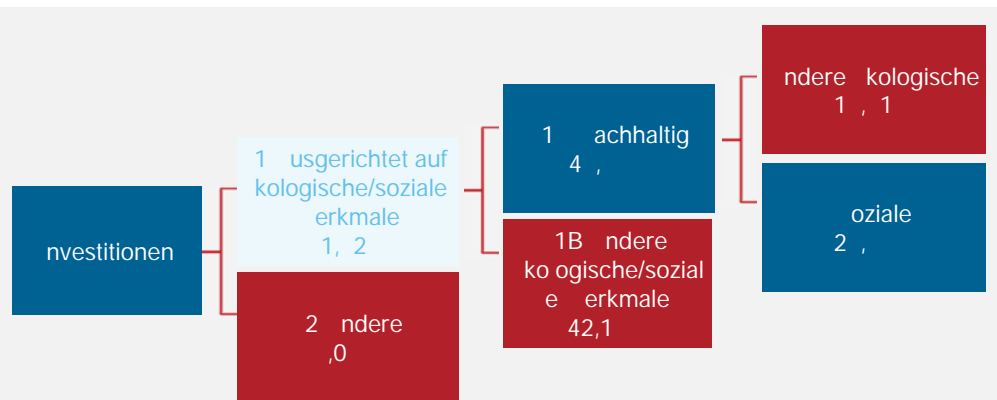 nvestitionen
1 usgerichtet auf
kologische/soziale
erkmale
1, 2
2 ndere
,0
1 achhaltig
4 ,
1B ndere
ko ogische/sozial
e erkmale
42,1
ndere kologische
1 , 1
oziale
2 ,